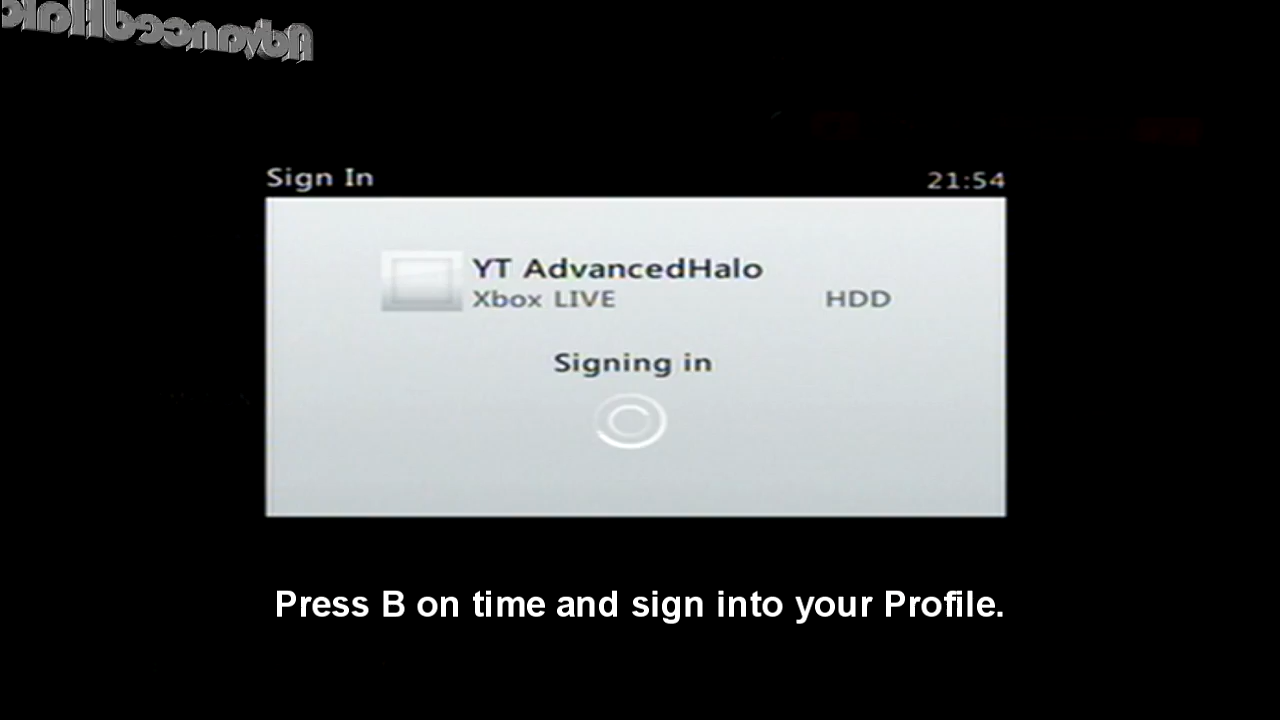 AdvancedHalo
Sign In
21:54
YT AdvancedHalo
Xbox LIVE
HDD
Signing in
Press B on time and sign into your Profile.